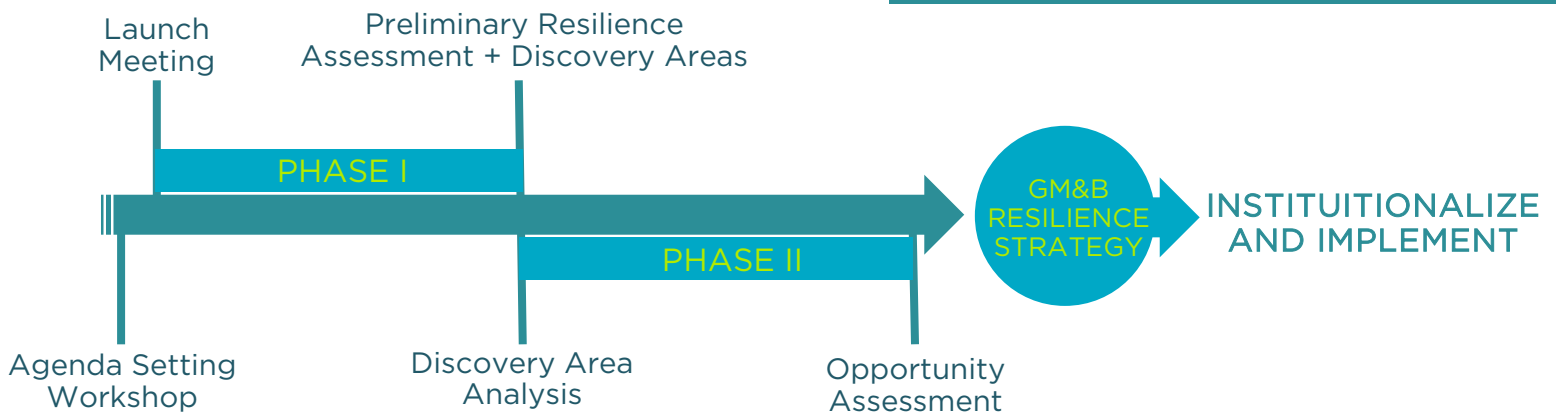 Launch
Meeting
Preliminary Resilience
Assessment + Discovery Areas
PHASE I
GM&B
RESILIENCE
STRATEGY
INSTITUITIONALIZE
AND IMPLEMENT
PHASE II
Agenda Setting
Workshop
Discovery Area
Analysis
Opportunity
Assessment